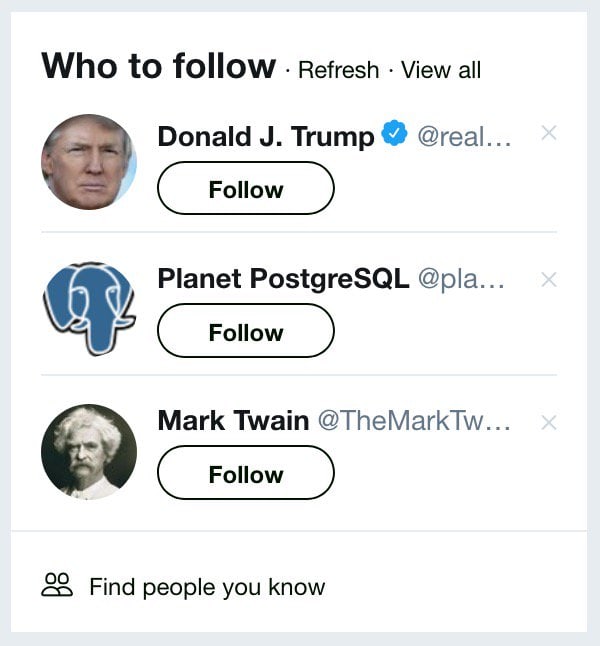 Who to follow · Refresh · View all
Donald J. Trump @real...
Follow
Planet PostgreSQL @pla...
Follow
Mark Twain @TheMarkTw...
Follow
Find people you know